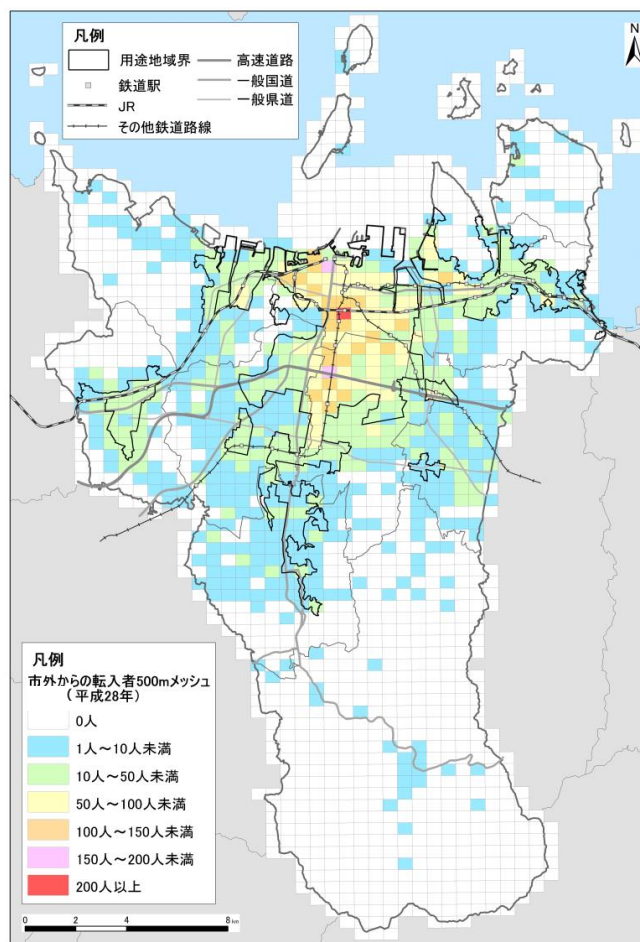 凡例
用途地域界
鉄道駅
JR
その他鉄道路線
高速道路
一般国道
一般県道
N
凡例
市外からの転入者500mメッシュ
(平成28年)
0人
1人~10人未満
10人~50人未満
50人~100人未満
100人~150人未満
150人~200人未満
200人以上
0 2 4 8 km